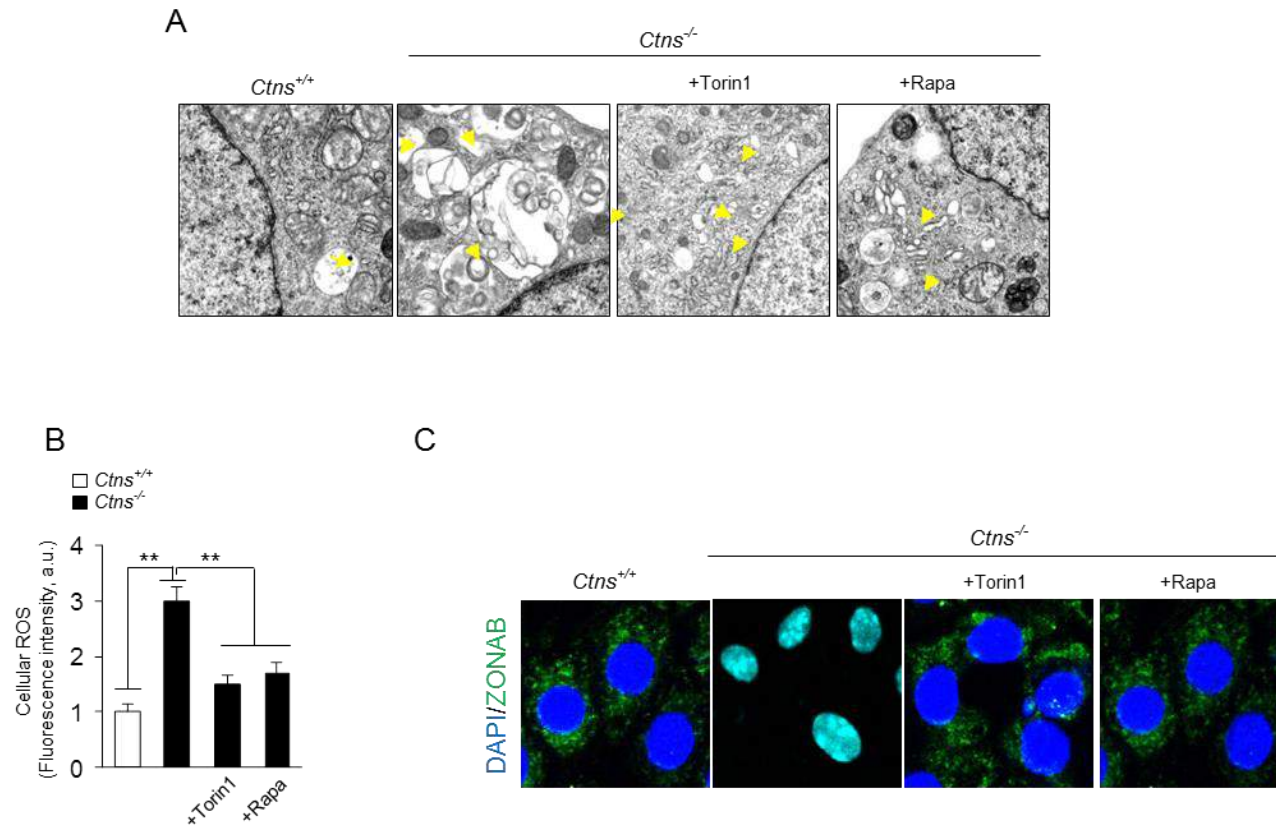 A
Ctns-/-
Ctns+/+
+Torin1
+Rapa
B
Ctns+/+
Ctns-/-
Cellular ROS
(Fluorescence intensity, a.u.)
4
3
2
1
0
**
**
+Torin1
+Rapa
C
Ctns-/-
Ctns+/+
+Torin1
+Rapa
DAPI/ZONAB